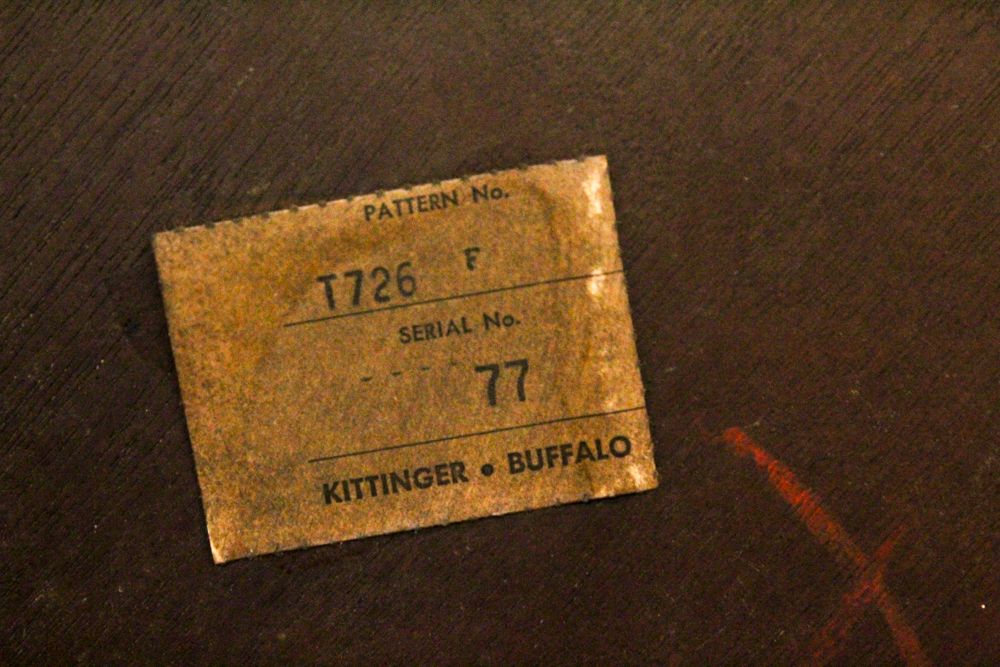 PATTERN No.
T726 F
SERIAL No.
- - - - 77
KITTINGER • BUFFALO